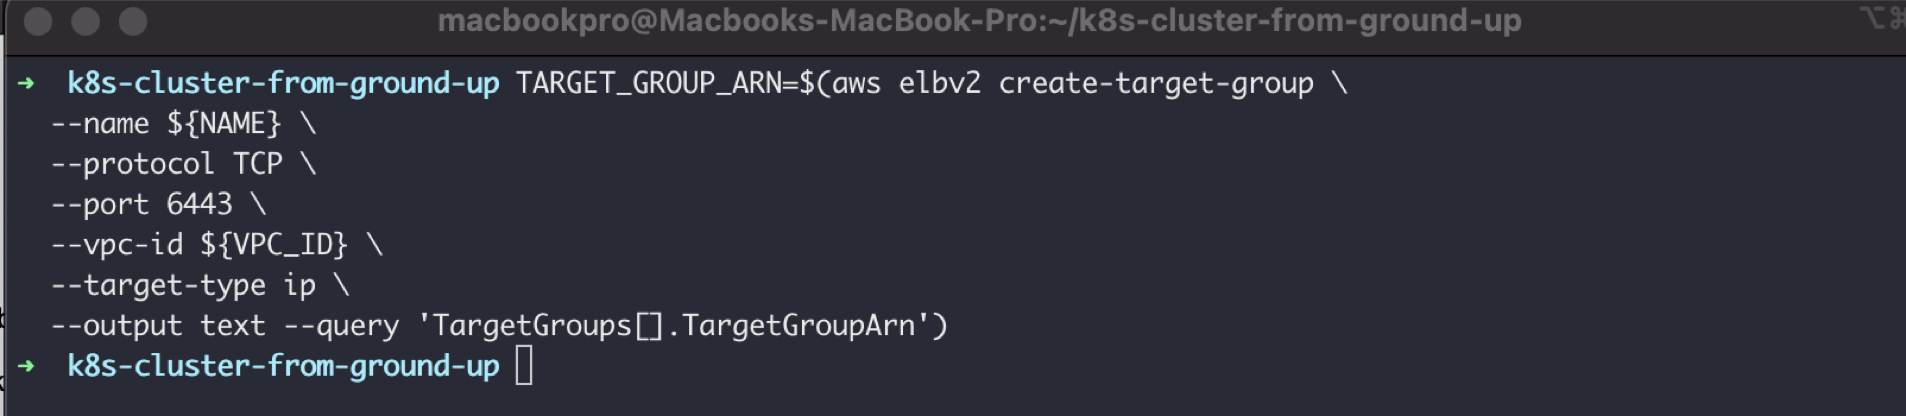 macbookpro@Macbooks-MacBook-Pro:~/k8s-cluster-from-ground-up ⌥⌘
→ k8s-cluster-from-ground-up TARGET_GROUP_ARN=$(aws elbv2 create-target-group \
--name ${NAME} \
--protocol TCP \
--port 6443 \
--vpc-id ${VPC_ID} \
--target-type ip \
--output text --query 'TargetGroups[].TargetGroupArn')
→ k8s-cluster-from-ground-up